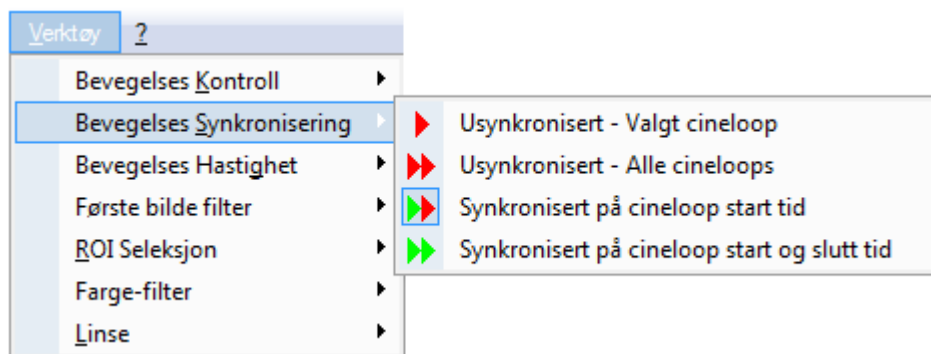 Verktøy ?
Bevegelses Kontroll
Bevegelses Synkronisering
Usynkronisert - Valgt cineloop
Bevegelses Hastighet
Usynkronisert - Alle cineloops
Første bilde filter
Synkronisert på cineloop start tid
ROI Seleksjon
Synkronisert på cineloop start og slutt tid
Farge-filter
Linse